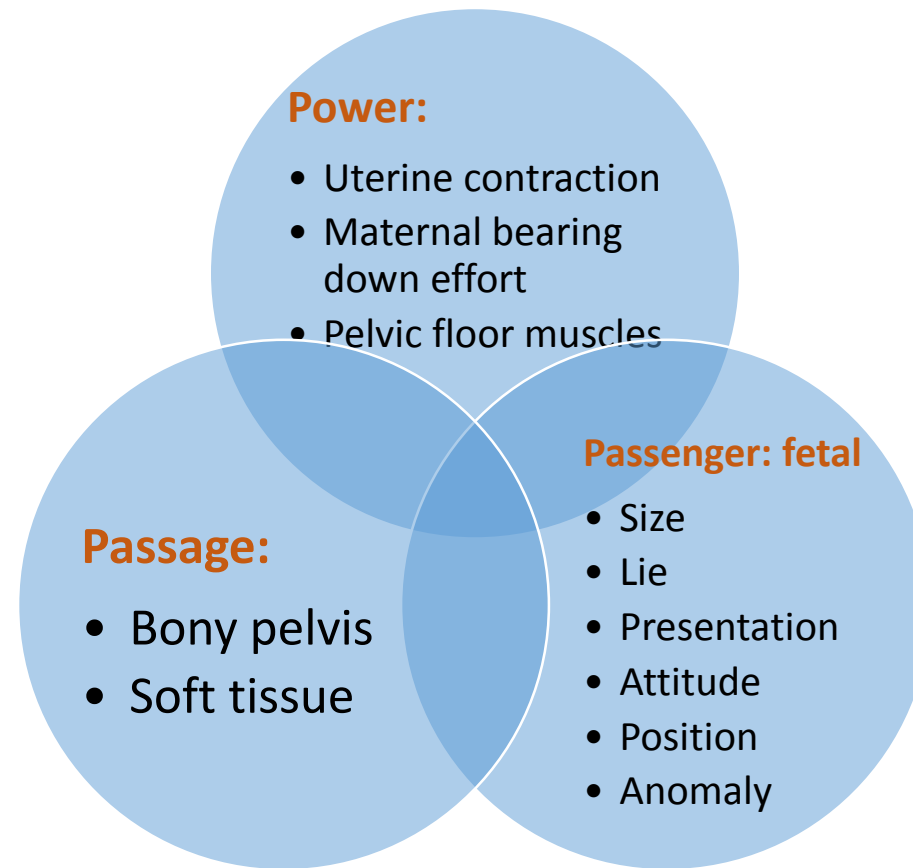 Power:
• Uterine contraction
• Maternal bearing
down effort
• Pelvic floor muscles
Passage:
• Bony pelvis
• Soft tissue
Passenger: fetal
• Size
• Lie
• Presentation
• Attitude
• Position
• Anomaly